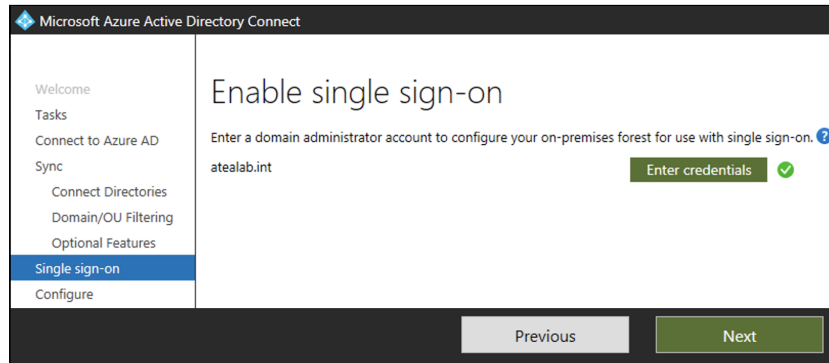 Microsoft Azure Active Directory Connect
Welcome
Tasks
Connect to Azure AD
Sync
Connect Directories
Domain/OU Filtering
Optional Features
Single sign-on
Configure
Enable single sign-on
Enter a domain administrator account to configure your on-premises forest for use with single sign-on. ?
atealab.int
Enter credentials
Previous
Next